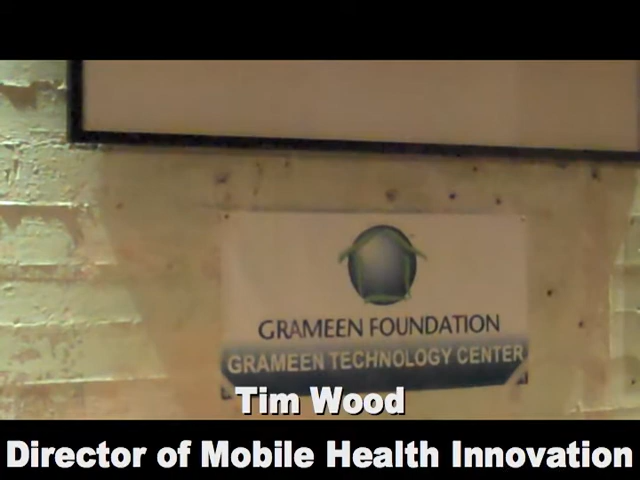 GRAMEEN FOUNDATION
GRAMEEN TECHNOLOGY CENTER
Tim Wood
Director of Mobile Health Innovation